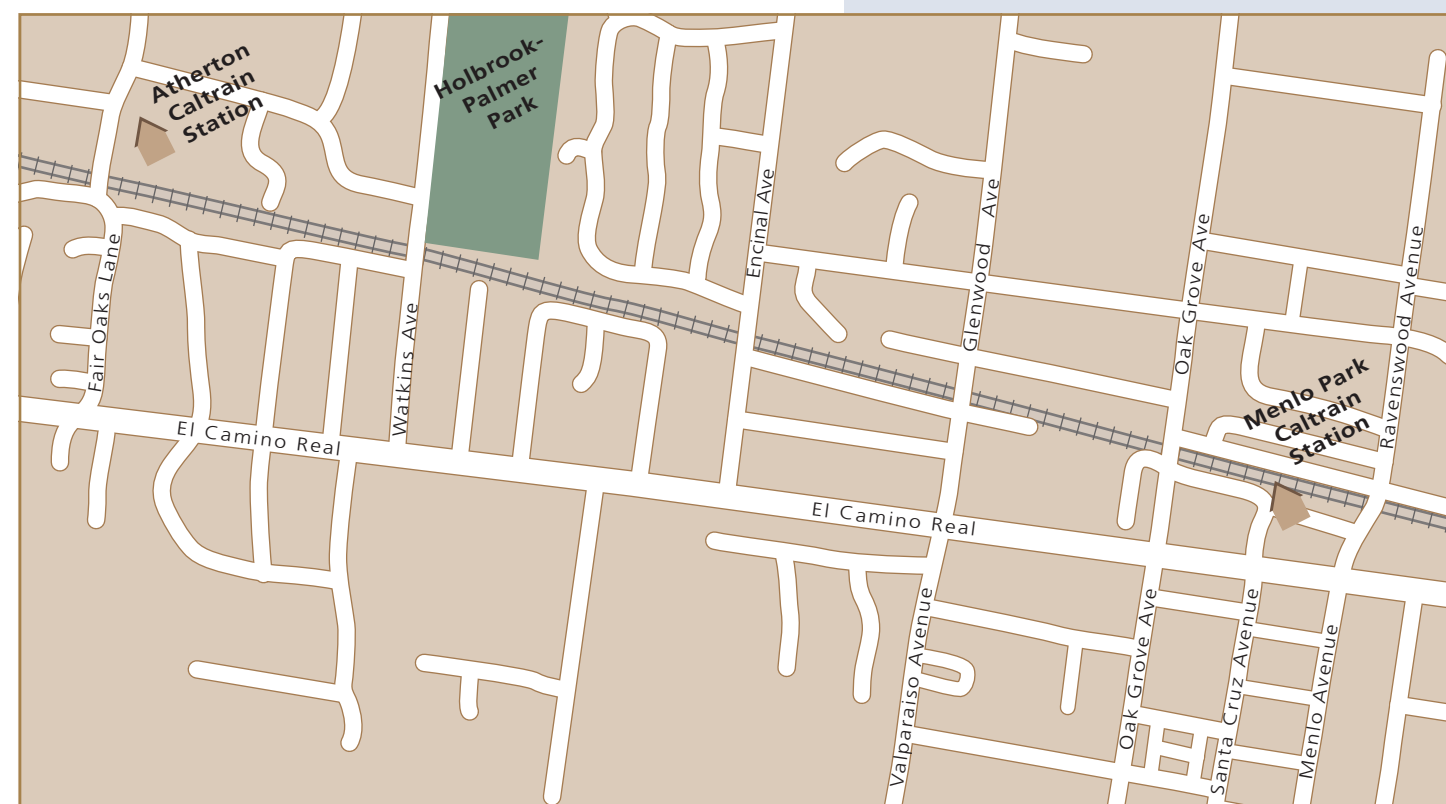 Atherton
Caltrain
Station
Holbrook-
Palmer
Park
Fair Oaks Lane
Watkins Ave
Encinal Ave
Glenwood Ave
Oak Grove Ave
Ravenswood Avenue
El Camino Real
Menlo Park
Caltrain
Station
El Camino Real
Valparaiso Avenue
Oak Grove Ave
Santa Cruz Avenue
Menlo Avenue